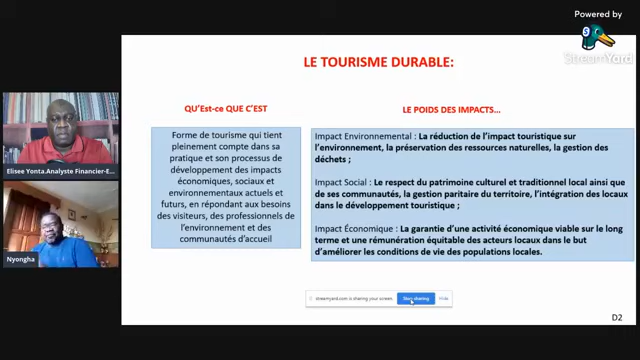 Powered by
StreamYard
LE TOURISME DURABLE:
QU'Est-ce QUE C'EST
LE POIDS DES IMPACTS...
Forme de tourisme qui tient
pleinement compte dans sa
pratique et son processus de
développement des impacts
économiques, sociaux et
environnementaux actuels et
futurs, en répondant aux besoins
des visiteurs, des professionnels de
l'environnement et des
communautés d'accueil
Impact Environnemental : La réduction de l'impact touristique sur
l'environnement, la préservation des ressources naturelles, la gestion des
déchets ;
Impact Social : Le respect du patrimoine culturel et traditionnel local ainsi que
de ses communautés, la gestion paritaire du territoire, l'intégration des locaux
dans le développement touristique ;
Impact Économique : La garantie d'une activité économique viable sur le long
terme et une rémunération équitable des acteurs locaux dans le but
d'améliorer les conditions de vie des populations locales.
Elisee Yonta.Analyste Financier-E...
Nyongha
streamyard.com is sharing your screen.
Stop sharing
Hide
D2